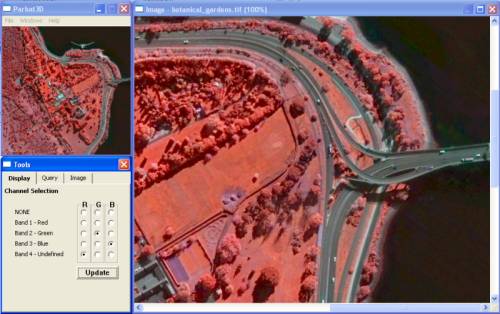 Parbat3D
File Windows Help
Image - botanical_gardens.tif (100%)
Tools
Display Query Image
Channel Selection
R G B
NONE
Band 1 - Red
Band 2 - Green
Band 3 - Blue
Band 4 - Undefined
Update